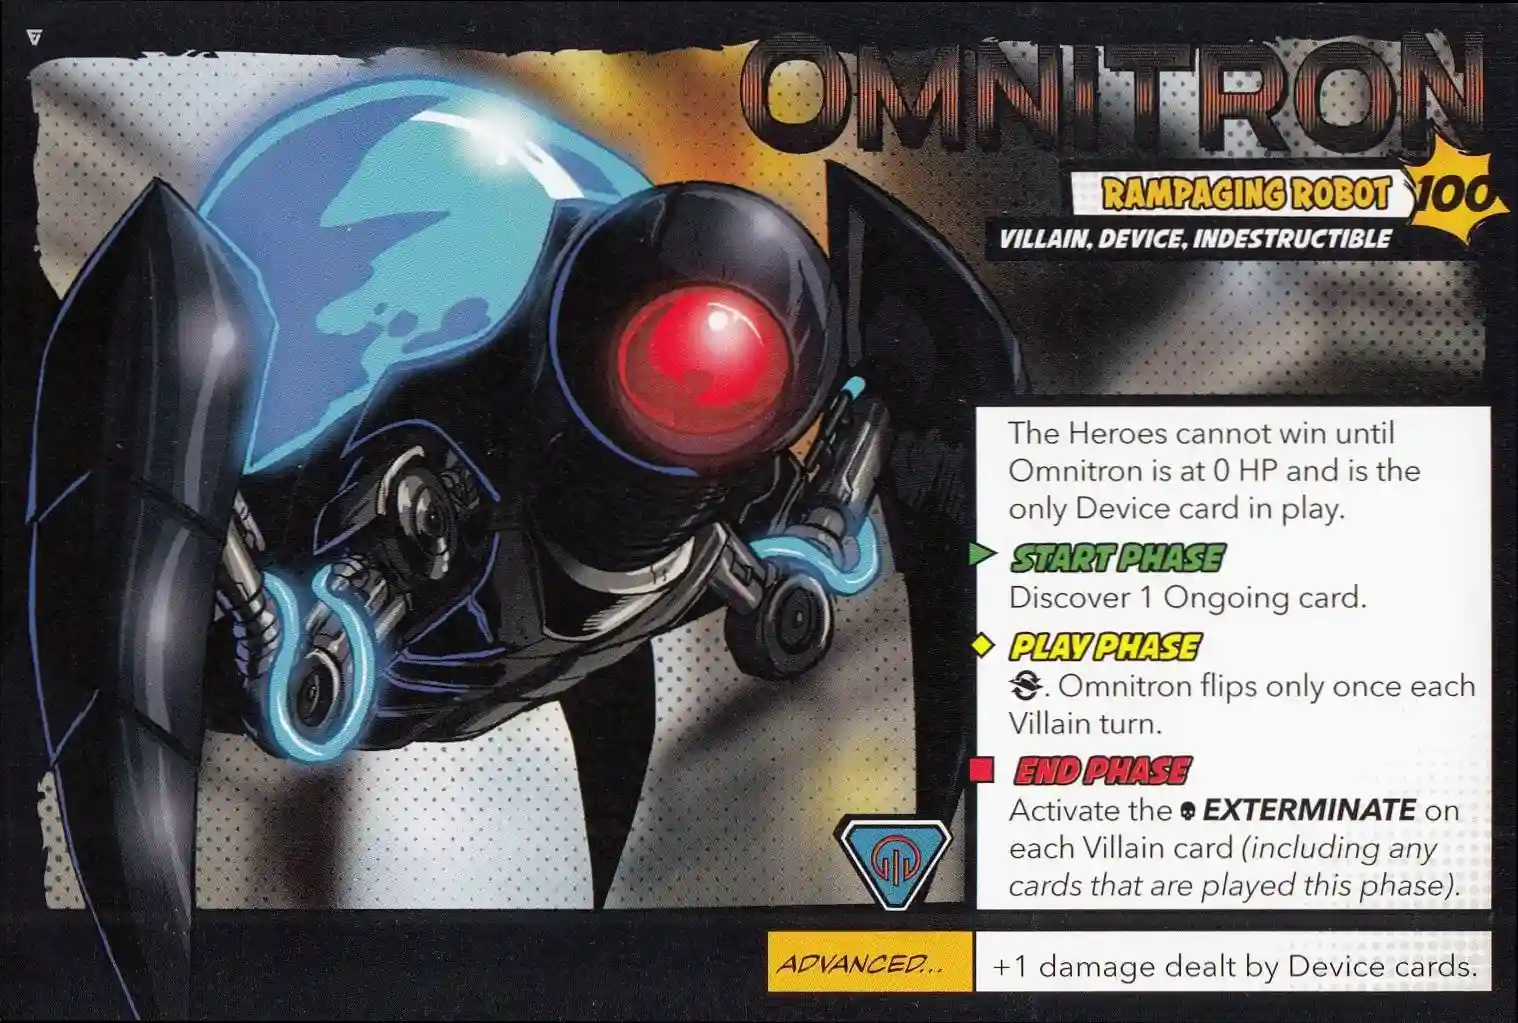 OMNITRON
RAMPAGING ROBOT
100
VILLAIN, DEVICE, INDESTRUCTIBLE
The Heroes cannot win until
Omnitron is at 0 HP and is the
only Device card in play.
START PHASE
Discover 1 Ongoing card.
PLAY PHASE
. Omnitron flips only once each
Villain turn.
END PHASE
Activate the EXTERMINATE on
each Villain card (including any
cards that are played this phase).
ADVANCED...
+1 damage dealt by Device cards.